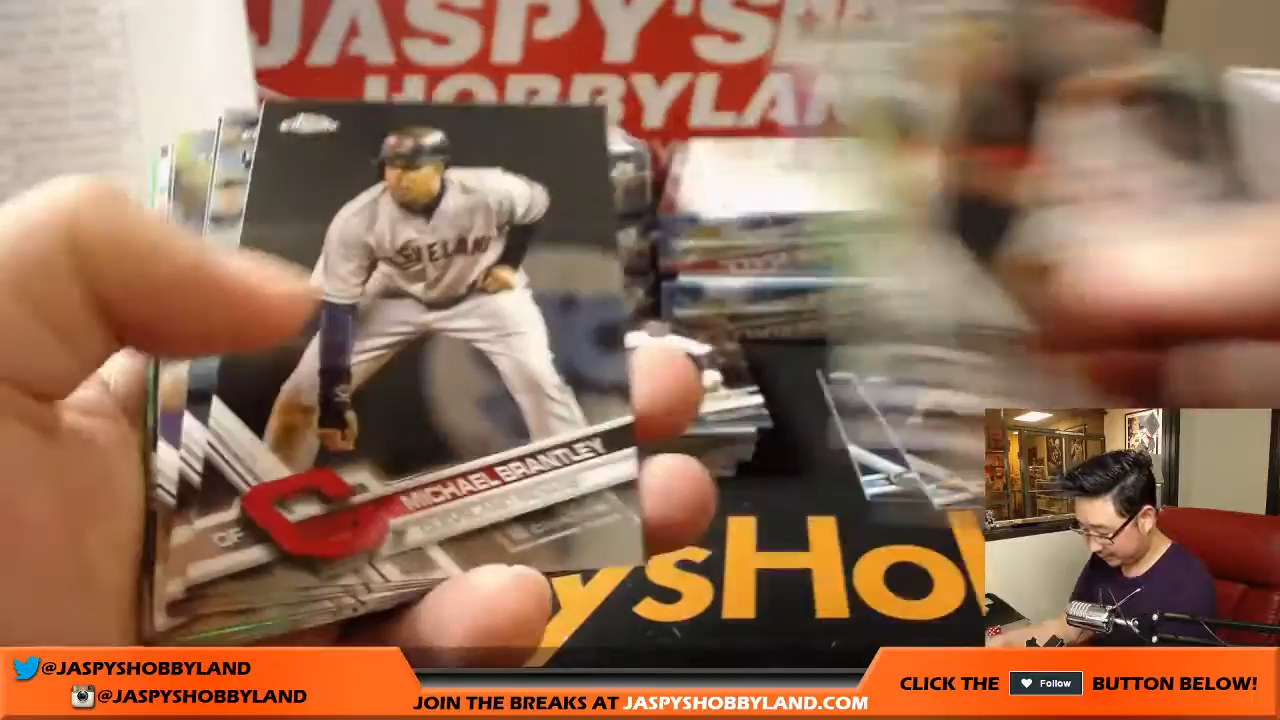 JASPY'S
HOBBYLAN
CLEVELAND
MICHAEL BRANTLEY
OF
ysHo
@JASPYSHOBBYLAND
@JASPYSHOBBYLAND
JOIN THE BREAKS AT JASPYSHOBBYLAND.COM
CLICK THE Follow BUTTON BELOW!